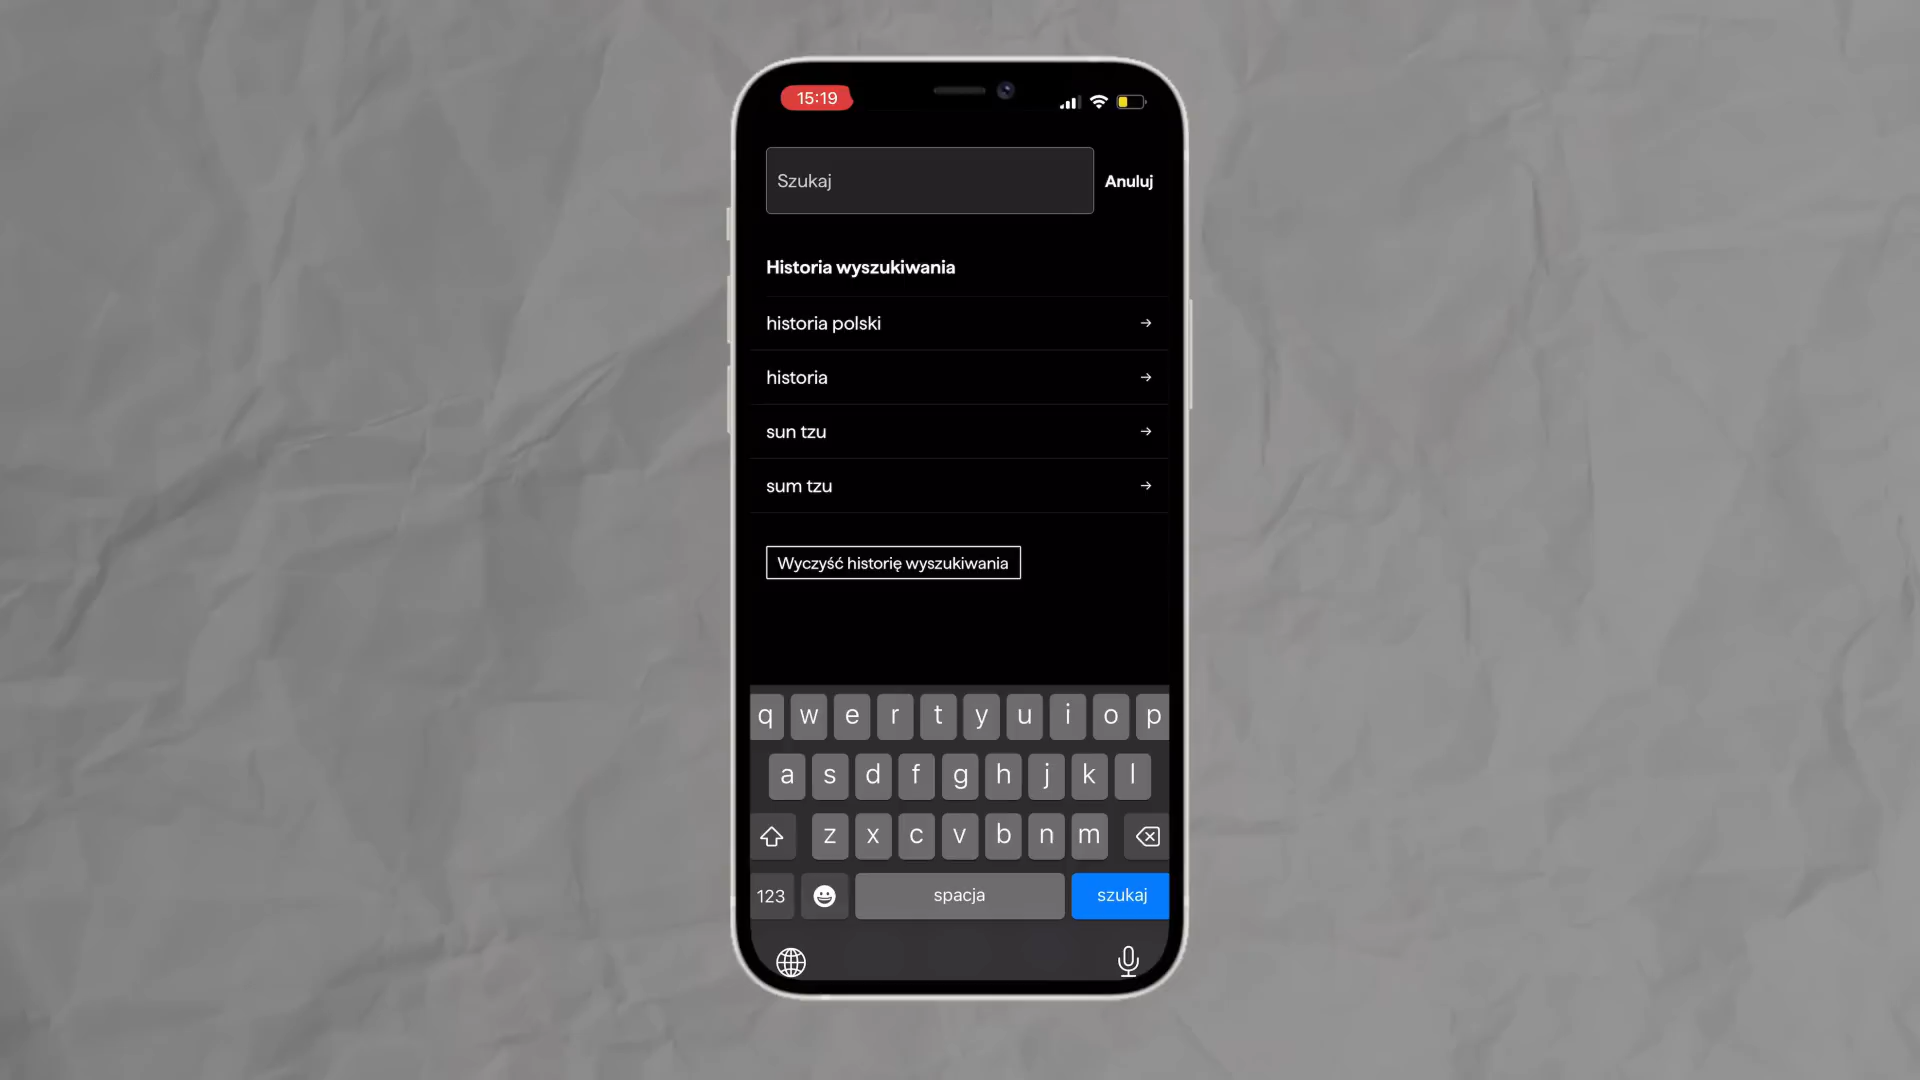 15:19
Szukaj
Anuluj
Historia wyszukiwania
historia polski
historia
sun tzu
sum tzu
Wyczyść historię wyszukiwania
q w e r t y u i o p
a s d f g h j k l
z x c v b n m
123
spacja
szukaj